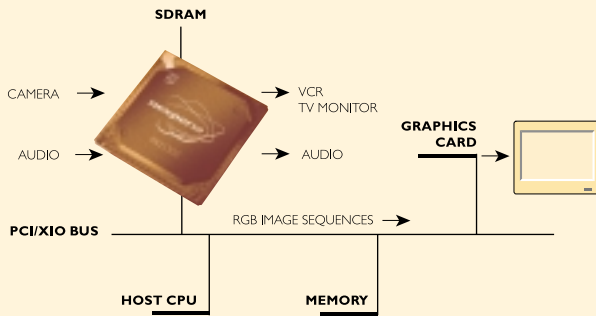 SDRAM
CAMERA
VCR
TV MONITOR
AUDIO
AUDIO
GRAPHICS
CARD
RGB IMAGE SEQUENCES
PCI/XIO BUS
HOST CPU
MEMORY